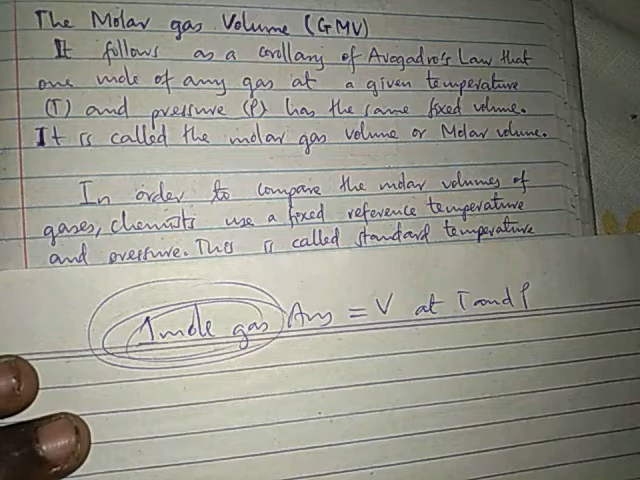 The Molar gas Volume (GMV)
It follows as a corollary of Avogadro's Law that
one mole of any gas at a given temperature
(T) and pressure (P) has the same fixed volume.
It is called the molar gas volume or Molar volume.
In order to compare the molar volumes of
gases, chemists use a fixed reference temperature
and pressure. This is called standard temperature
1 mole gas Any = V at T and P